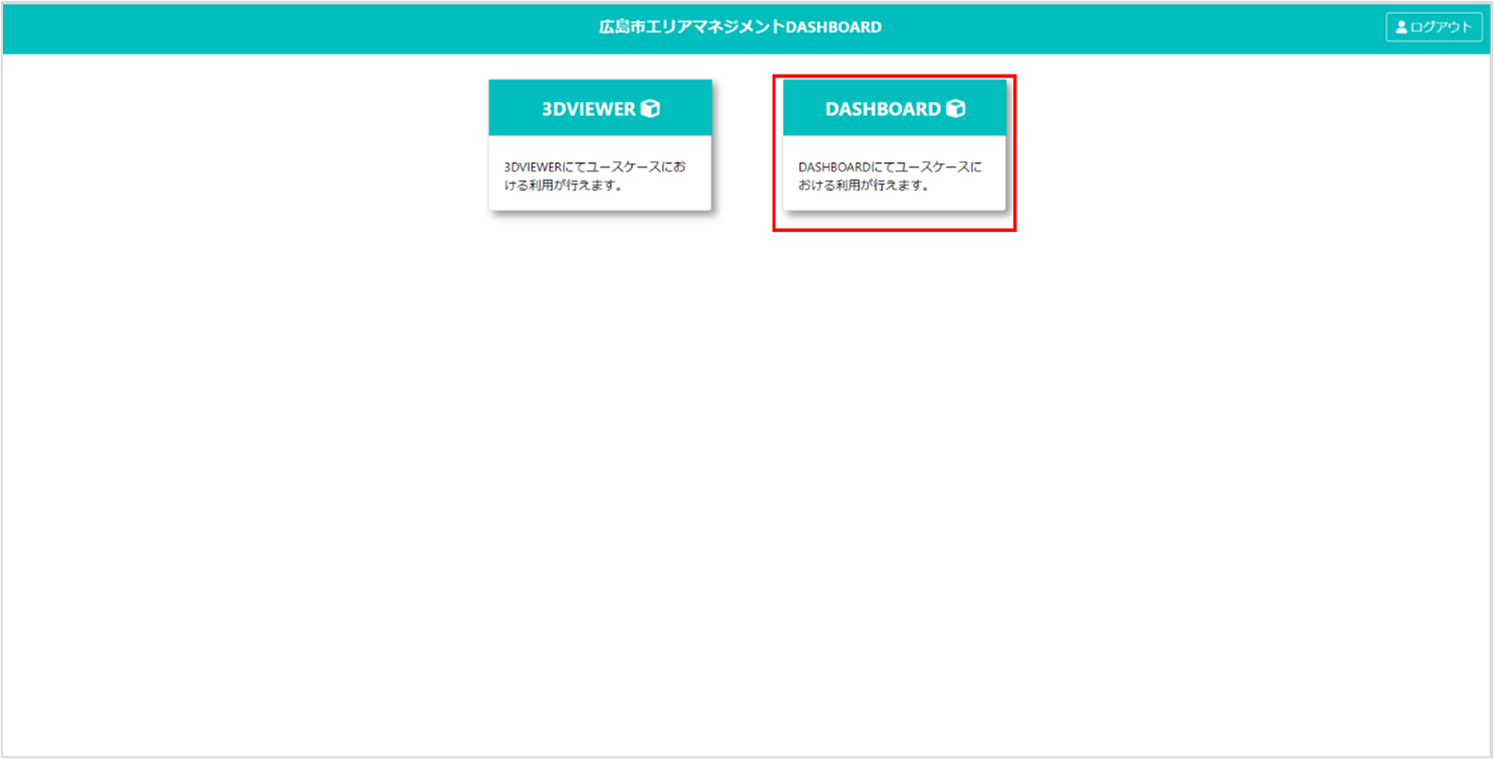 広島市エリアマネジメントDASHBOARD
ログアウト
3DVIEWER
3DVIEWERにてユースケースにお
ける利用が行えます。
DASHBOARD
DASHBOARDにてユースケースに
おける利用が行えます。